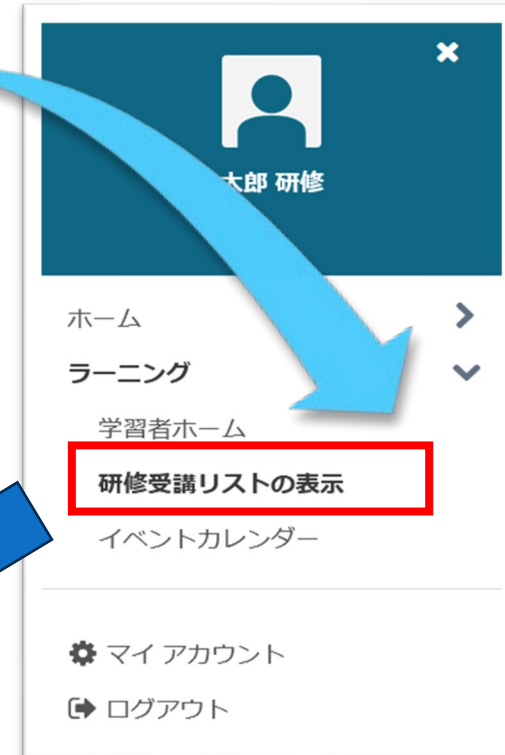 太郎 研修
ホーム
ラーニング
学習者ホーム
研修受講リストの表示
イベントカレンダー
マイ アカウント
ログアウト